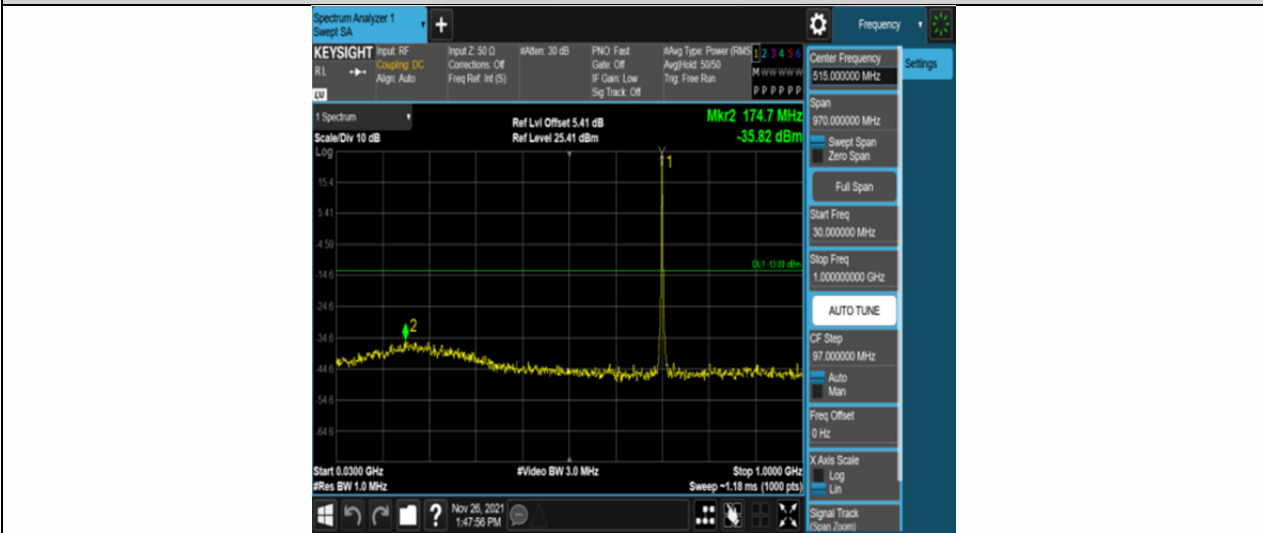 Spectrum Analyzer 1
Swept SA
+
Frequency
KEYSIGHT
RL
LXI
Input: RF
Coupling: DC
Align: Auto
Input Z: 50 Ω
Corrections: Off
Freq Ref: Int (S)
#Atten: 30 dB
PNO: Fast
Gate: Off
IF Gain: Low
Sig Track: Off
#Avg Type: Power (RMS
Avg|Hold: 50/50
Trig: Free Run
1 2 3 4 5 6
M W W W W W
P P P P P P
Center Frequency
515.000000 MHz
Settings
1 Spectrum
Scale/Div 10 dB
Ref Lvl Offset 5.41 dB
Ref Level 25.41 dBm
Mkr2 174.7 MHz
-35.82 dBm
Log
15.4
5.41
-4.59
-14.6
-24.6
-34.6
-44.6
-54.6
-64.6
1
DL1 -13.00 dBm
2
Start 0.0300 GHz
#Res BW 1.0 MHz
#Video BW 3.0 MHz
Stop 1.0000 GHz
Sweep ~1.18 ms (1000 pts)
Span
970.000000 MHz
Swept Span
Zero Span
Full Span
Start Freq
30.000000 MHz
Stop Freq
1.000000000 GHz
AUTO TUNE
CF Step
97.000000 MHz
Auto
Man
Freq Offset
0 Hz
X Axis Scale
Log
Lin
Signal Track
(Span Zoom)
?
Nov 26, 2021
1:47:56 PM